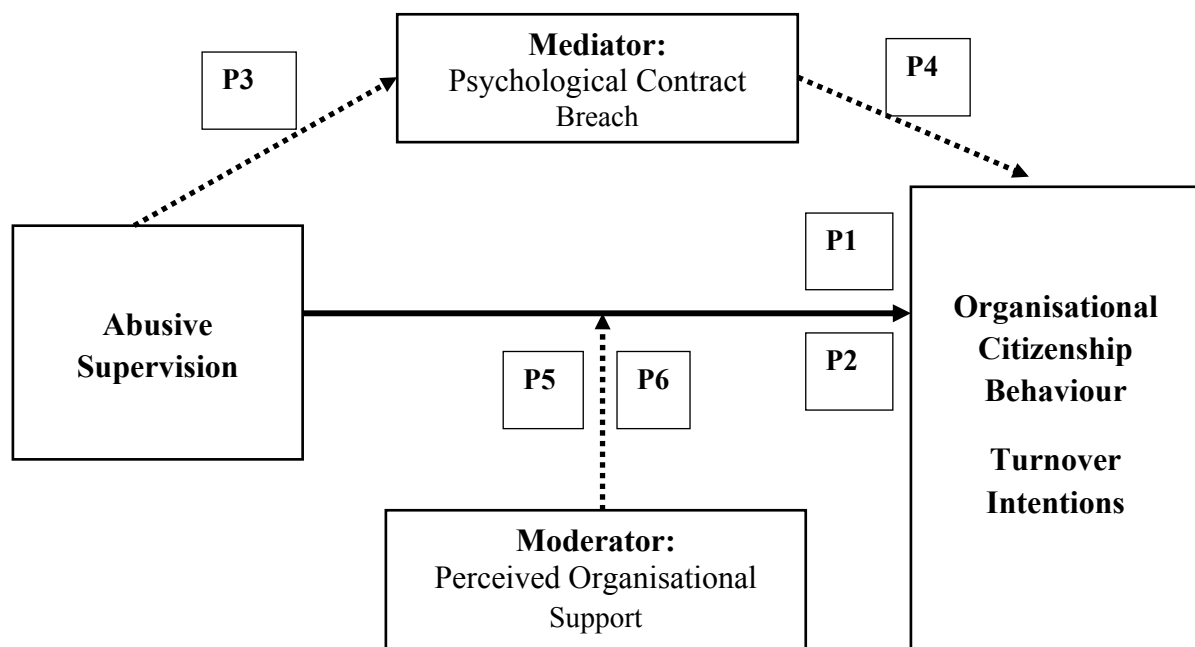 Mediator:
Psychological Contract
Breach
P3
P4
P1
Abusive
Supervision
Organisational
Citizenship
Behaviour
Turnover
Intentions
P2
P5
P6
Moderator:
Perceived Organisational
Support